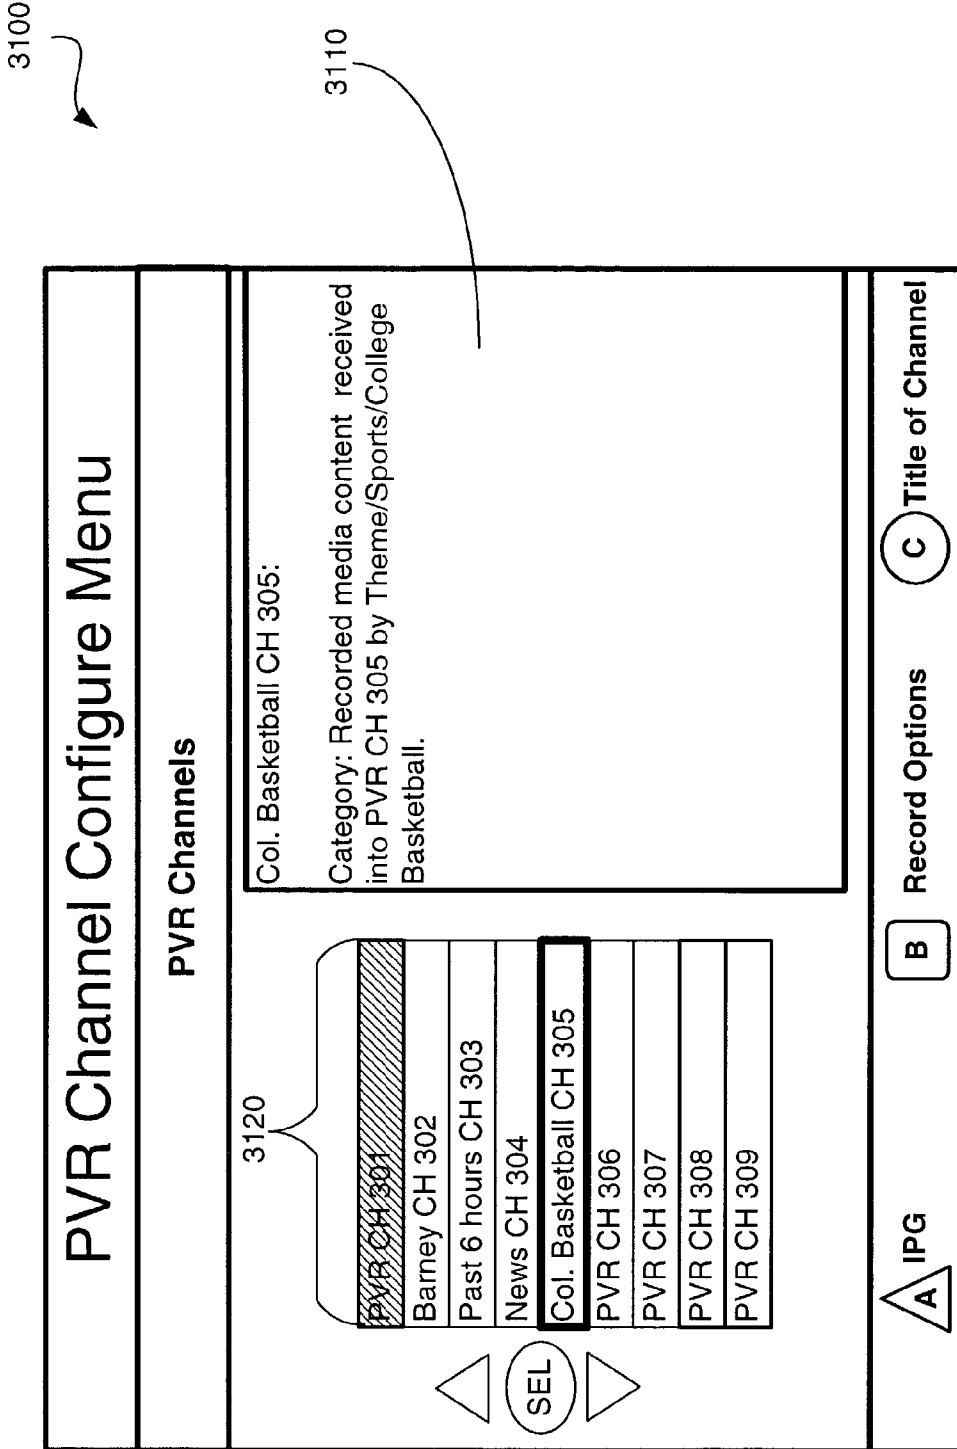 3100
PVR Channel Configure Menu
PVR Channels
3120
3110
PVR CH 301
Barney CH 302
Past 6 hours CH 303
News CH 304
Col. Basketball CH 305
PVR CH 306
PVR CH 307
PVR CH 308
PVR CH 309
SEL
Col. Basketball CH 305:
Category: Recorded media content received
into PVR CH 305 by Theme/Sports/College
Basketball.
A IPG
B Record Options
C Title of Channel